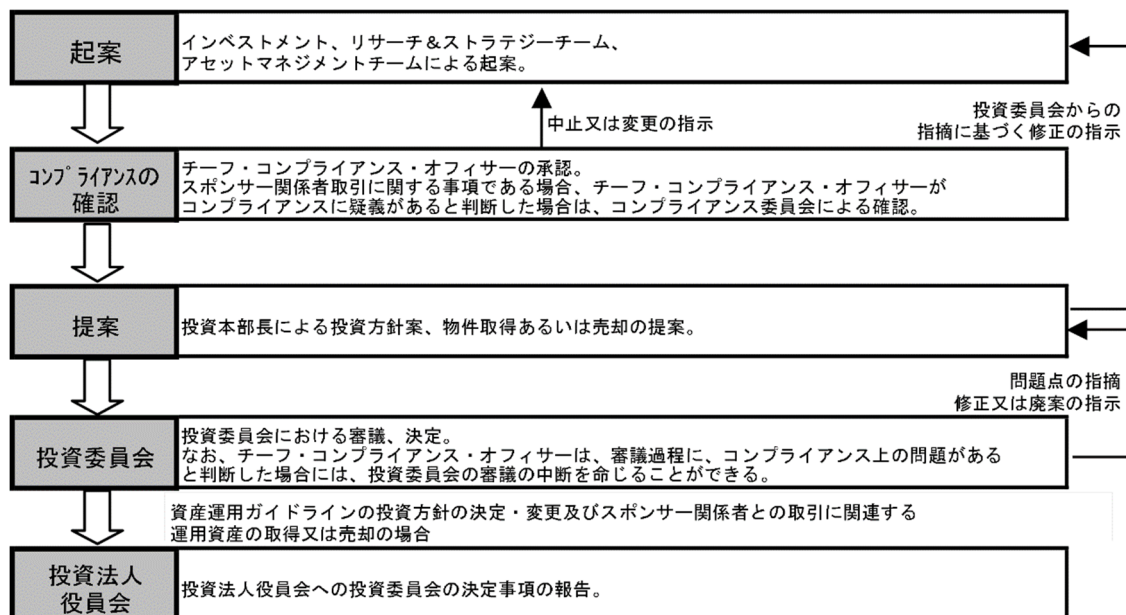 起案
インベストメント、リサーチ＆ストラテジーチーム、
アセットマネジメントチームによる起案。
中止又は変更の指示
投資委員会からの
指摘に基づく修正の指示
ｺﾝﾌﾟﾗｲｱﾝｽの
確認
チーフ・コンプライアンス・オフィサーの承認。
スポンサー関係者取引に関する事項である場合、チーフ・コンプライアンス・オフィサーが
コンプライアンスに疑義があると判断した場合は、コンプライアンス委員会による確認。
提案
投資本部長による投資方針案、物件取得あるいは売却の提案。
問題点の指摘
修正又は廃案の指示
投資委員会
投資委員会における審議、決定。
なお、チーフ・コンプライアンス・オフィサーは、審議過程に、コンプライアンス上の問題がある
と判断した場合には、投資委員会の審議の中断を命じることができる。
資産運用ガイドラインの投資方針の決定・変更及びスポンサー関係者との取引に関連する
運用資産の取得又は売却の場合
投資法人
役員会
投資法人役員会への投資委員会の決定事項の報告。